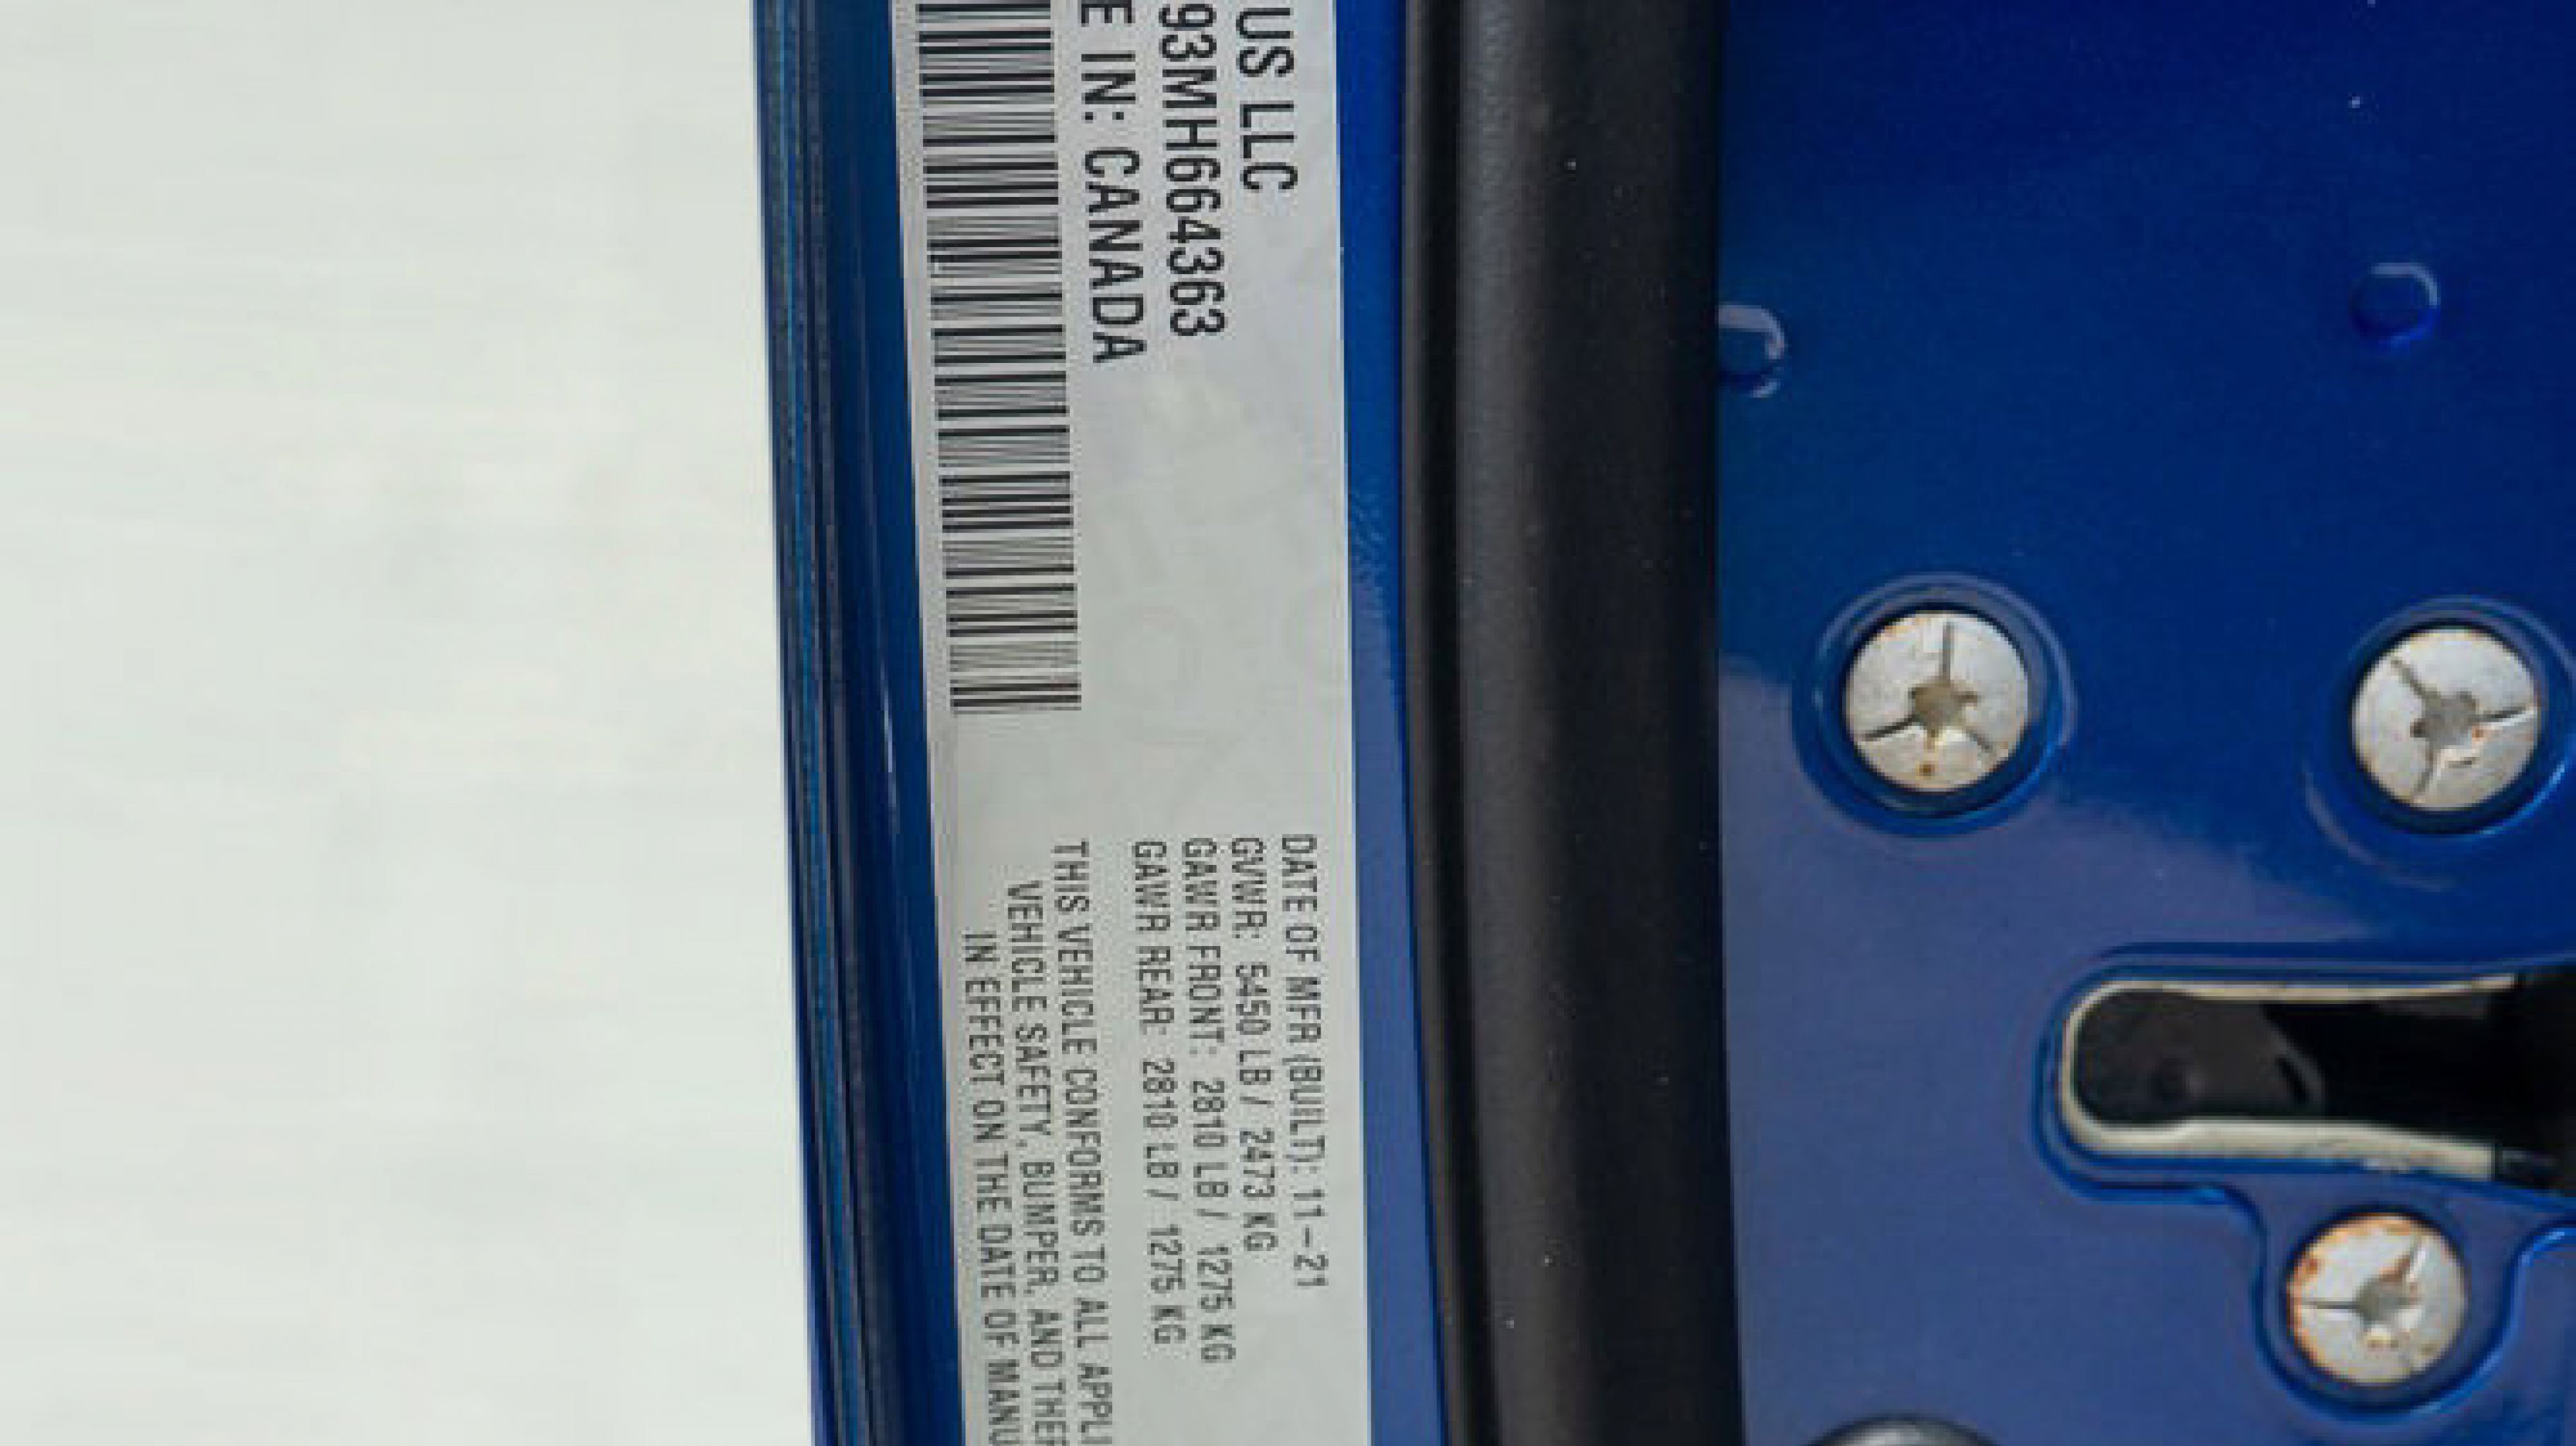 US LLC
93MH664363
E IN: CANADA
DATE OF MFR (BUILT): 11-21
GVWR: 5450 LB / 2473 KG
GAWR FRONT: 2810 LB / 1275 KG
GAWR REAR: 2810 LB / 1275 KG
THIS VEHICLE CONFORMS TO ALL APPLI
VEHICLE SAFETY, BUMPER, AND THEF
IN EFFECT ON THE DATE OF MANU